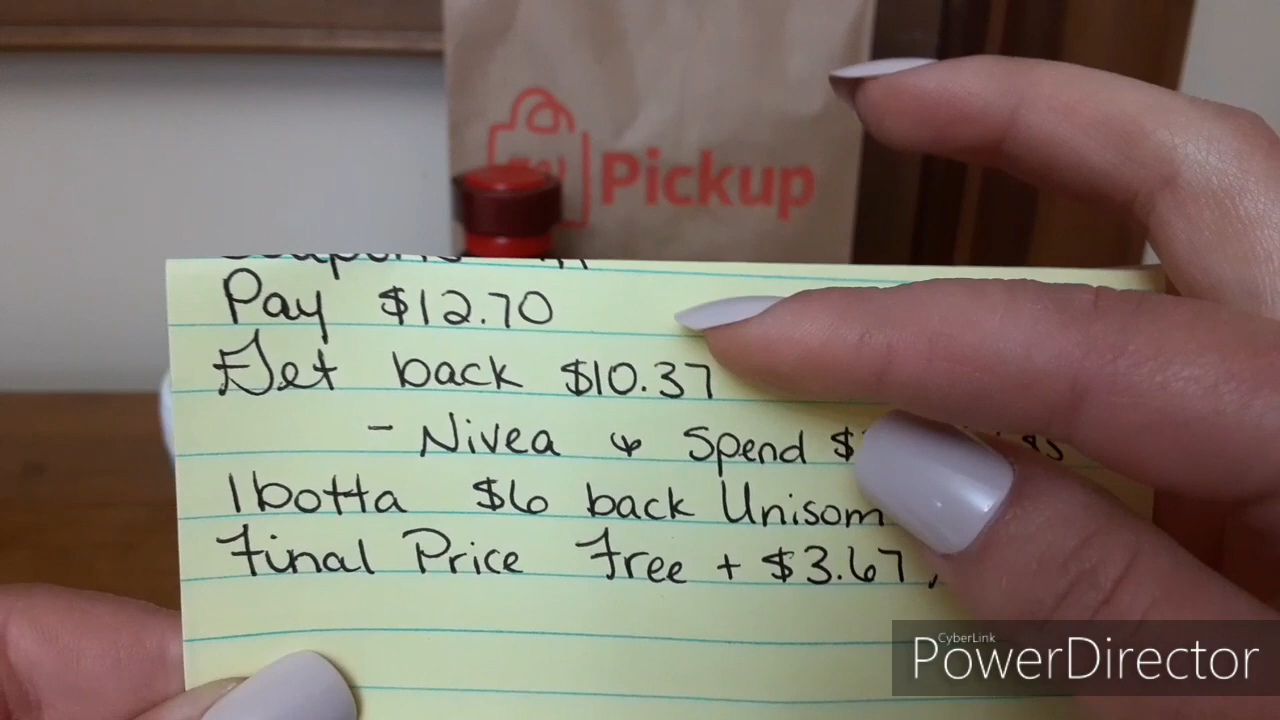 Pickup
Pay $12.70
Get back $10.37
- Nivea & Spend $
Ibotta $6 back Unisom
Final Price Free + $3.67
CyberLink
PowerDirector